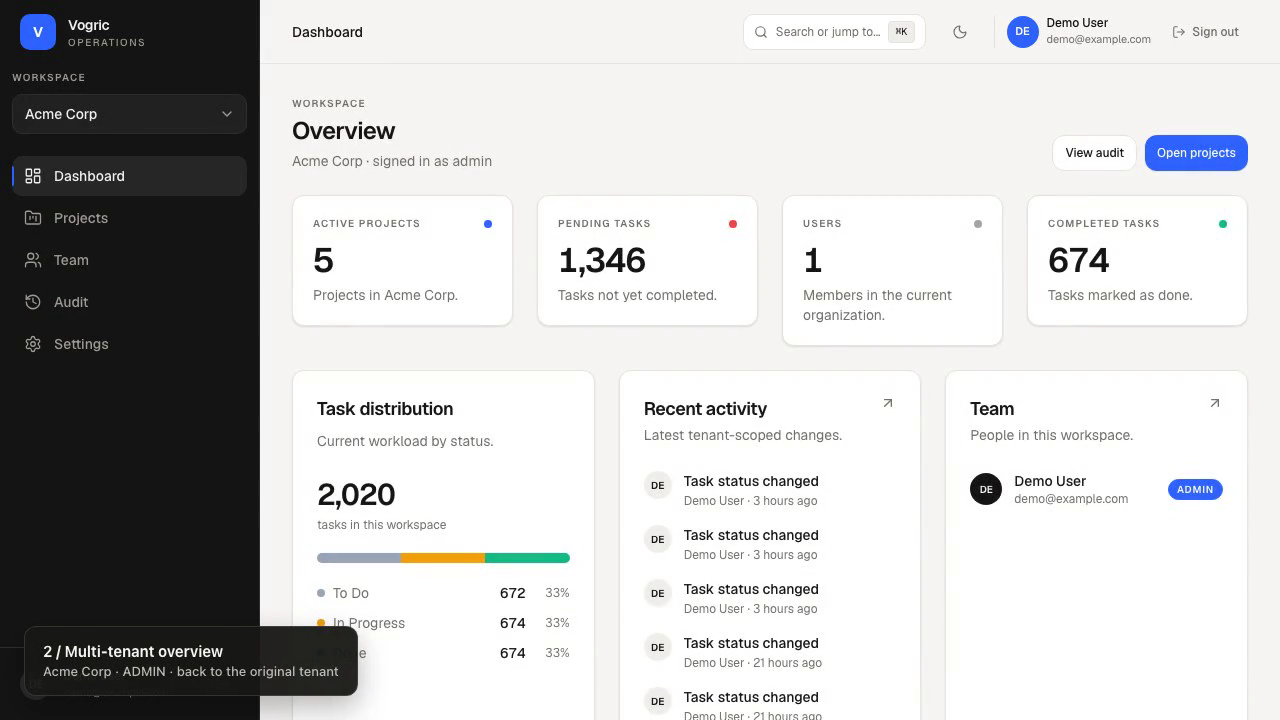 V
Vogric
OPERATIONS
WORKSPACE
Acme Corp
Dashboard
Projects
Team
Audit
Settings
2 / Multi-tenant overview
Acme Corp · ADMIN · back to the original tenant
Dashboard
Search or jump to...
⌘K
DE
Demo User
demo@example.com
Sign out
WORKSPACE
Overview
Acme Corp · signed in as admin
View audit
Open projects
ACTIVE PROJECTS
5
Projects in Acme Corp.
PENDING TASKS
1,346
Tasks not yet completed.
USERS
1
Members in the current
organization.
COMPLETED TASKS
674
Tasks marked as done.
Task distribution
Current workload by status.
2,020
tasks in this workspace
To Do 672 33%
In Progress 674 33%
674 33%
Recent activity
Latest tenant-scoped changes.
DE
Task status changed
Demo User · 3 hours ago
DE
Task status changed
Demo User · 3 hours ago
DE
Task status changed
Demo User · 3 hours ago
DE
Task status changed
Demo User · 21 hours ago
DE
Task status changed
Demo User · 21 hours ago
Team
People in this workspace.
DE
Demo User
demo@example.com
ADMIN